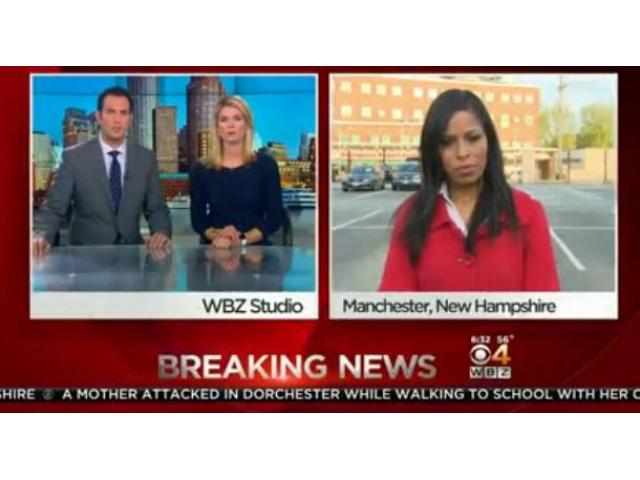 WBZ Studio
Manchester, New Hampshire
6:32 56°
BREAKING NEWS
4
WBZ
SHIRE A MOTHER ATTACKED IN DORCHESTER WHILE WALKING TO SCHOOL WITH HER